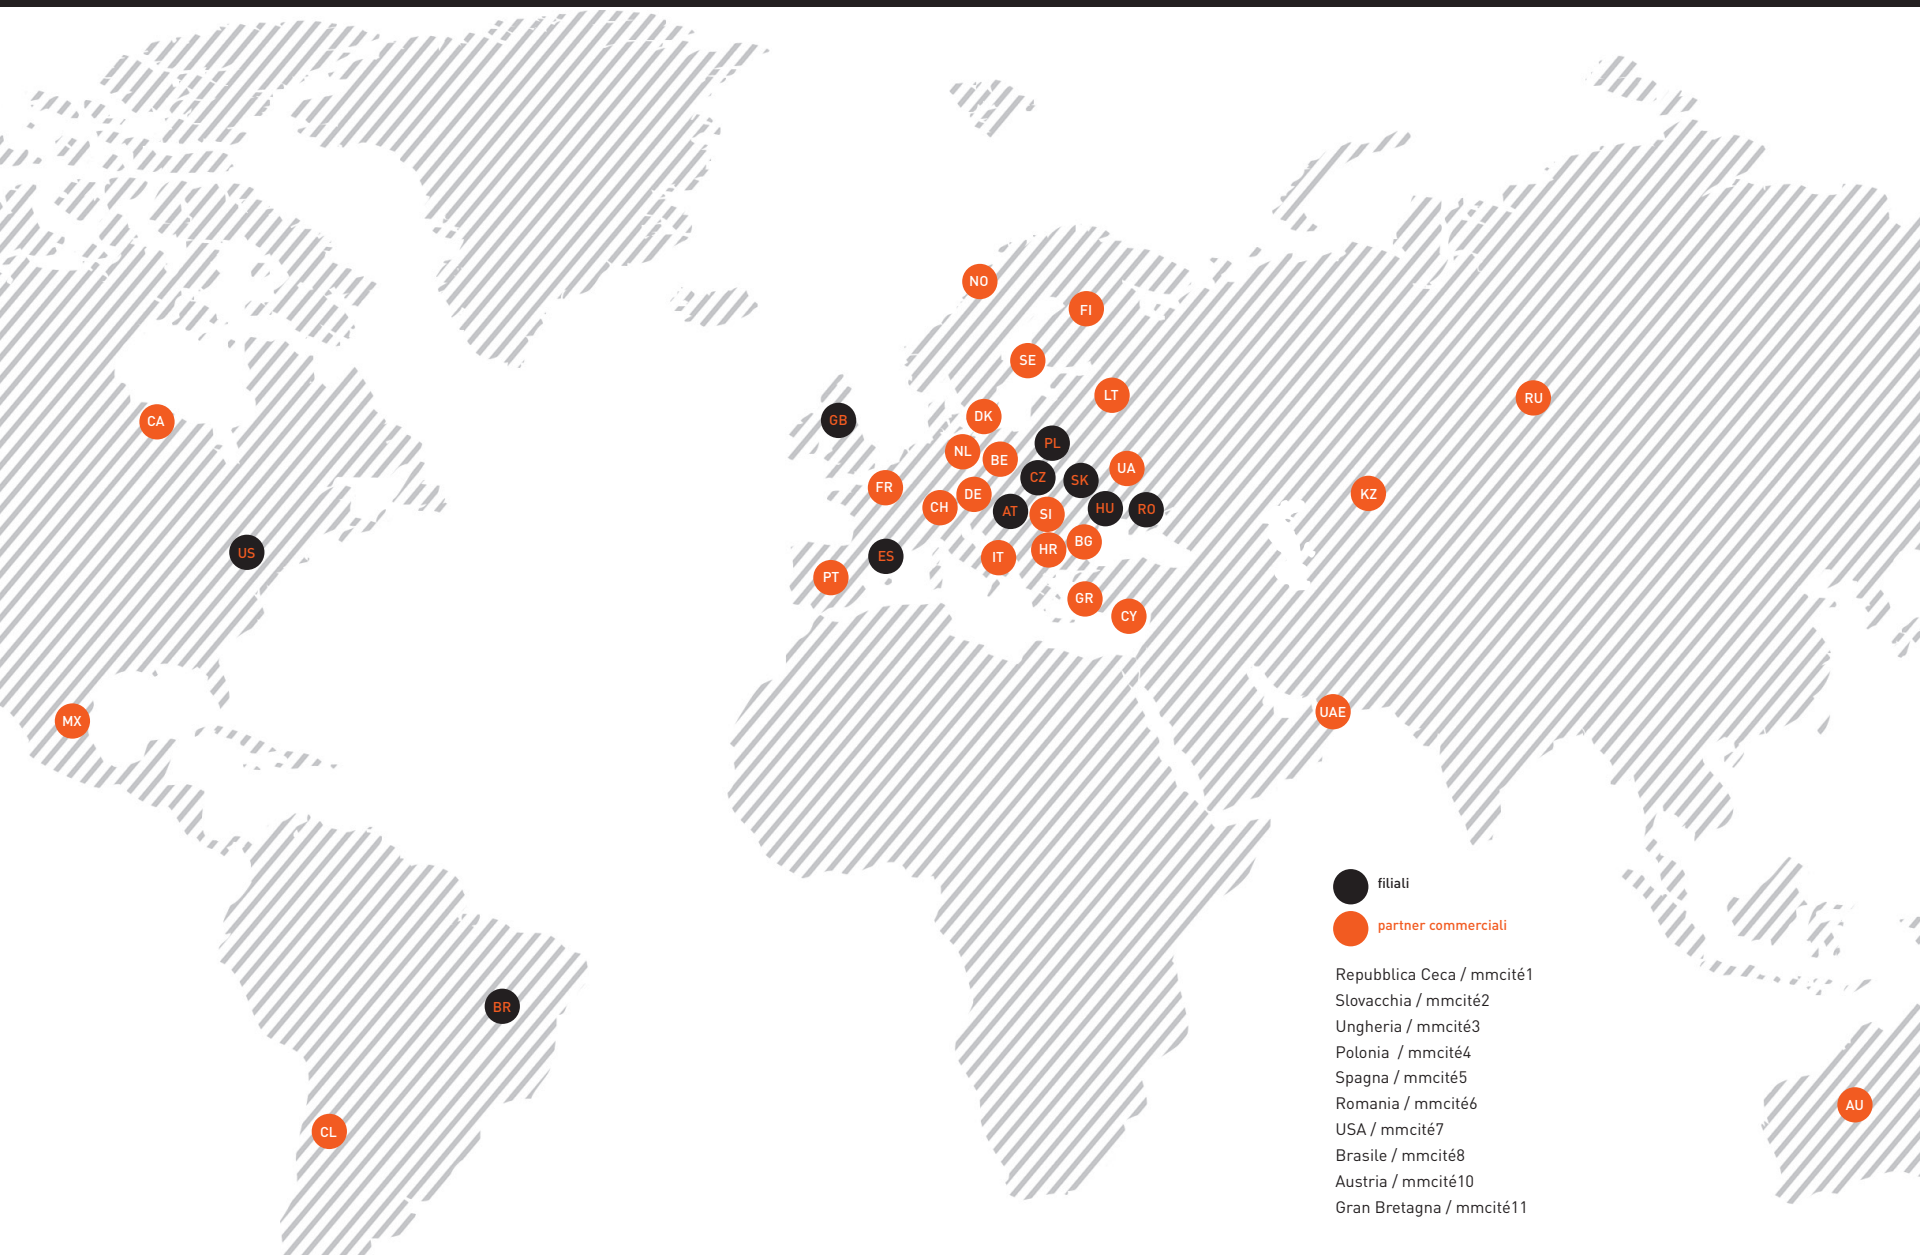 NO
FI
SE
LT
RU
CA
GB
DK
PL
NL
BE
UA
CZ
SK
FR
DE
KZ
CH
AT
SI
HU
RO
US
ES
IT
HR
BG
PT
GR
CY
MX
UAE
filiali
partner commerciali
Repubblica Ceca / mmcité1
Slovacchia / mmcité2
Ungheria / mmcité3
Polonia / mmcité4
Spagna / mmcité5
Romania / mmcité6
USA / mmcité7
Brasile / mmcité8
Austria / mmcité10
Gran Bretagna / mmcité11
BR
AU
CL